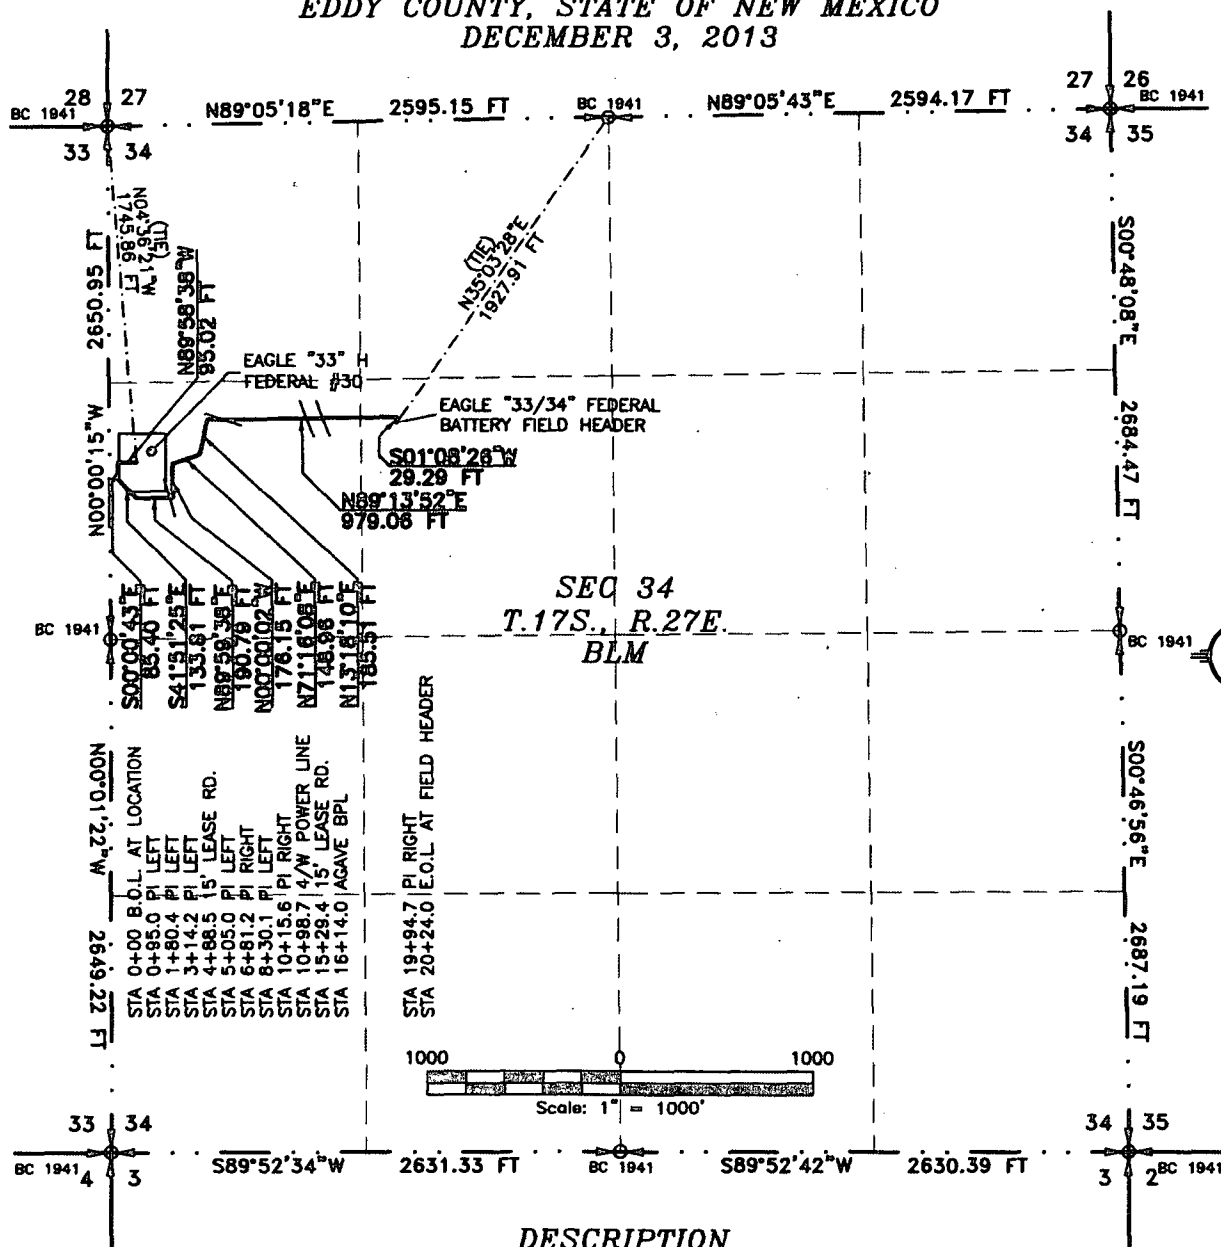 EDDY COUNTY, STATE OF NEW MEXICO
DECEMBER 3, 2013
28 27
BC 1941
33 34
N89°05'18"E 2595.15 FT
BC 1941
N89°05'43"E 2594.17 FT
27 26
BC 1941
34 35
(TIE)
N04°36'21"W
1745.86 FT
N89°58'38"W
95.02 FT
2650.95 FT
N00°00'15"W
(TIE)
N35°03'28"E
1927.91 FT
S00°48'08"E
2684.47 FT
EAGLE "33" H
FEDERAL #30
EAGLE "33/34" FEDERAL
BATTERY FIELD HEADER
S01°08'26"W
29.29 FT
N89°13'52"E
979.06 FT
S00°00'43"E
85.40 FT
S41°51'25"E
133.81 FT
N89°59'38"E
190.79 FT
N00°00'02"W
176.15 FT
N71°16'08"E
148.96 FT
N13°18'10"E
185.51 FT
SEC 34
T.17S., R.27E.
BLM
BC 1941
BC 1941
N00°01'22"W
2649.22 FT
S00°46'56"E
2687.19 FT
STA 0+00 B.O.L. AT LOCATION
STA 0+95.0 PI LEFT
STA 1+80.4 PI LEFT
STA 3+14.2 PI LEFT
STA 4+88.5 15' LEASE RD.
STA 5+05.0 PI LEFT
STA 6+81.2 PI RIGHT
STA 8+30.1 PI LEFT
STA 10+15.6 PI RIGHT
STA 10+98.7 4/W POWER LINE
STA 15+29.4 15' LEASE RD.
STA 16+14.0 AGAVE BPL
STA 19+94.7 PI RIGHT
STA 20+24.0 E.O.L. AT FIELD HEADER
1000 0 1000
Scale: 1" = 1000'
33 34
BC 1941
4 3
S89°52'34"W 2631.33 FT
BC 1941
S89°52'42"W 2630.39 FT
34 35
3 2
BC 1941
DESCRIPTION